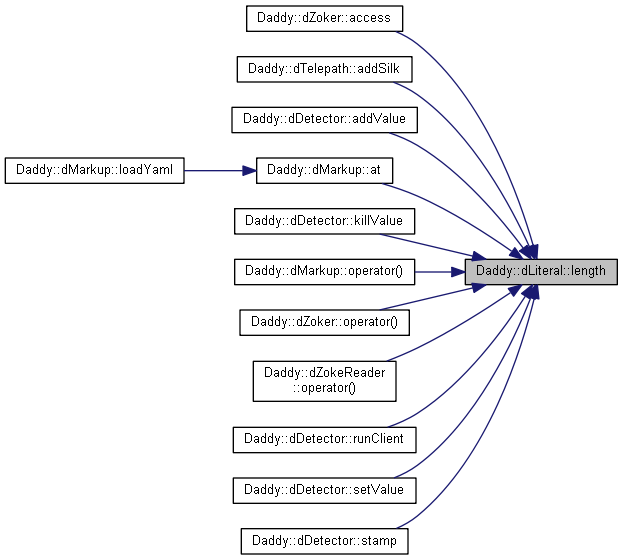 Daddy::dZoker::access
Daddy::dTelepath::addSilk
Daddy::dDetector::addValue
Daddy::dMarkup::loadYaml
Daddy::dMarkup::at
Daddy::dDetector::killValue
Daddy::dLiteral::length
Daddy::dMarkup::operator()
Daddy::dZoker::operator()
Daddy::dZokeReader
::operator()
Daddy::dDetector::runClient
Daddy::dDetector::setValue
Daddy::dDetector::stamp